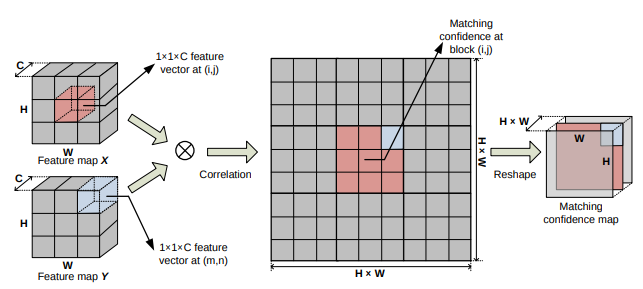 C
H
W
Feature map X
1×1×C feature
vector at (i,j)
C
H
W
Feature map Y
1×1×C feature
vector at (m,n)
Correlation
Matching
confidence at
block (i,j)
H × W
H × W
Reshape
H × W
W
H
Matching
confidence map